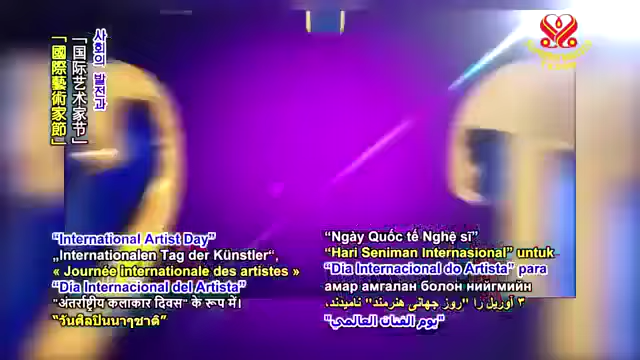 사회의 발전과
「国际艺术家节」
「國際藝術家節」
“International Artist Day”
„Internationalen Tag der Künstler“,
« Journée internationale des artistes »
“Dia Internacional del Artista”
"अंतर्राष्ट्रीय कलाकार दिवस" के रूप में।
“วันศิลปินนาๆชาติ”
“Ngày Quốc tế Nghệ sĩ”
“Hari Seniman Internasional” untuk
“Dia Internacional do Artista” para
амар амгалан болон нийгмийн
۳ آوریل را "روز جهانی هنرمند" نامیدند،
"يوم الفنان العالمي"